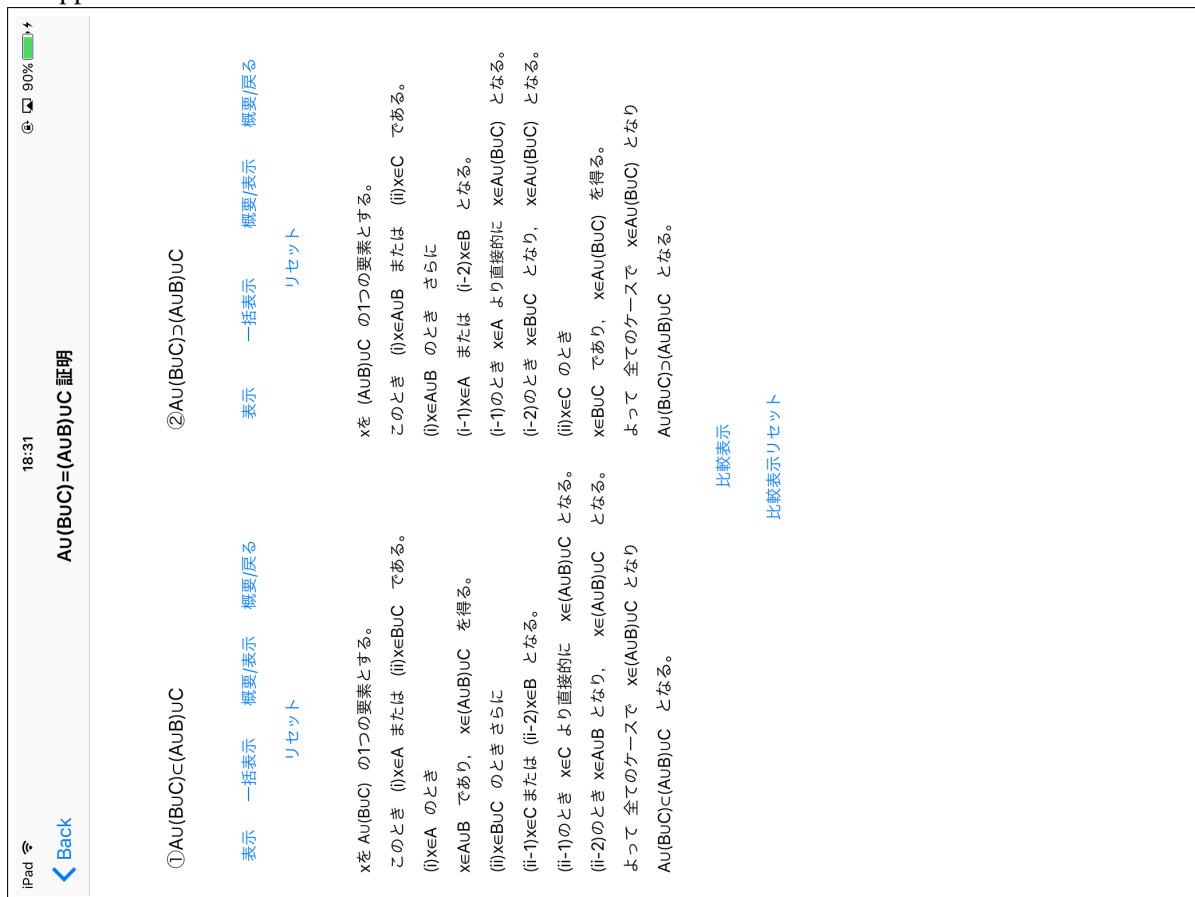 iPad
18:31
90%
Back
A∪(B∪C)=(A∪B)∪C 証明
①A∪(B∪C)⊂(A∪B)∪C
表示 一括表示 概要/表示 概要/戻る
リセット
xを A∪(B∪C) の1つの要素とする。
このとき (i)x∈A または (ii)x∈B∪C である。
(i)x∈A のとき
x∈A∪B であり, x∈(A∪B)∪C を得る。
(ii)x∈B∪C のとき さらに
(ii-1)x∈C または (ii-2)x∈B となる。
(ii-1)のとき x∈C より直接的に x∈(A∪B)∪C となる。
(ii-2)のとき x∈A∪B となり, x∈(A∪B)∪C となる。
よって 全てのケースで x∈(A∪B)∪C となり
A∪(B∪C)⊂(A∪B)∪C となる。
②A∪(B∪C)⊃(A∪B)∪C
表示 一括表示 概要/表示 概要/戻る
リセット
xを (A∪B)∪C の1つの要素とする。
このとき (i)x∈A∪B または (ii)x∈C である。
(i)x∈A∪B のとき さらに
(i-1)x∈A または (i-2)x∈B となる。
(i-1)のとき x∈A より直接的に x∈A∪(B∪C) となる。
(i-2)のとき x∈B∪C となり, x∈A∪(B∪C) となる。
(ii)x∈C のとき
x∈B∪C であり, x∈A∪(B∪C) を得る。
よって 全てのケースで x∈A∪(B∪C) となり
A∪(B∪C)⊃(A∪B)∪C となる。
比較表示
比較表示リセット